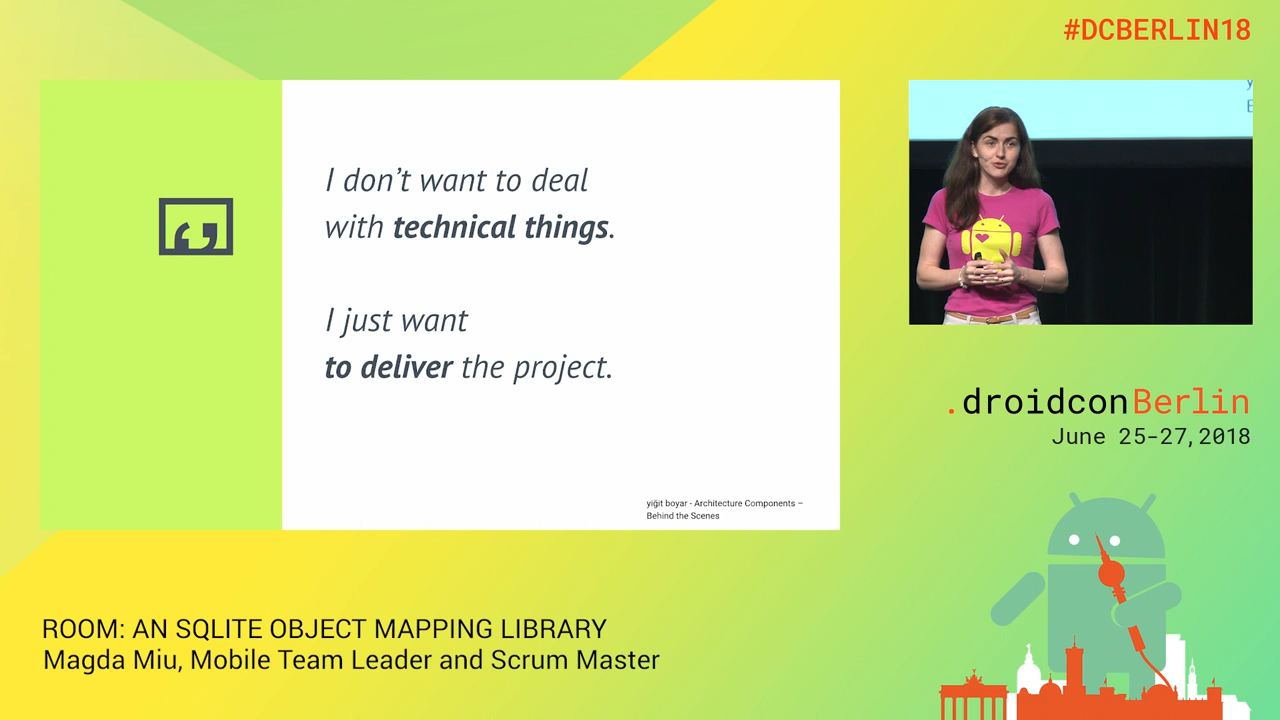 #DCBERLIN18
I don’t want to deal
with technical things.
I just want
to deliver the project.
yiğit boyar - Architecture Components –
Behind the Scenes
.droidconBerlin
June 25-27,2018
ROOM: AN SQLITE OBJECT MAPPING LIBRARY
Magda Miu, Mobile Team Leader and Scrum Master